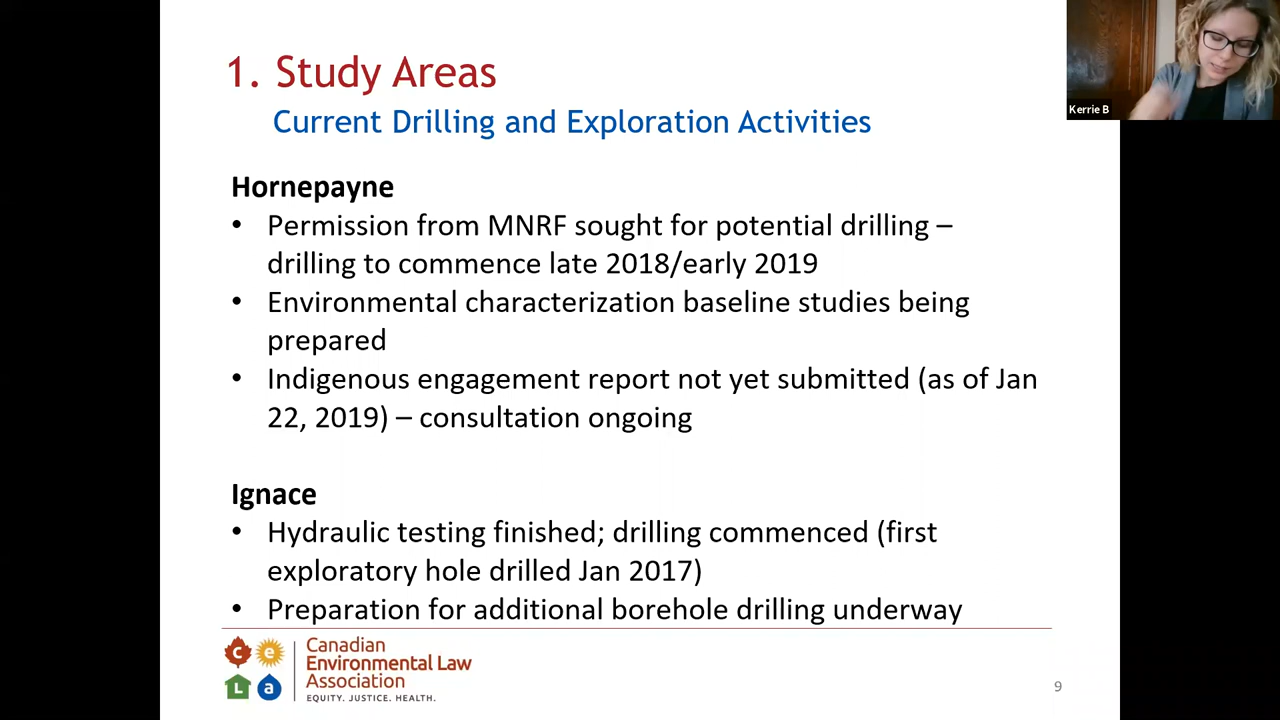 1. Study Areas
Current Drilling and Exploration Activities
Kerrie B
Hornepayne
• Permission from MNRF sought for potential drilling –
drilling to commence late 2018/early 2019
• Environmental characterization baseline studies being
prepared
• Indigenous engagement report not yet submitted (as of Jan
22, 2019) – consultation ongoing
Ignace
• Hydraulic testing finished; drilling commenced (first
exploratory hole drilled Jan 2017)
• Preparation for additional borehole drilling underway
c e
L a
Canadian
Environmental Law
Association
EQUITY. JUSTICE. HEALTH.
9